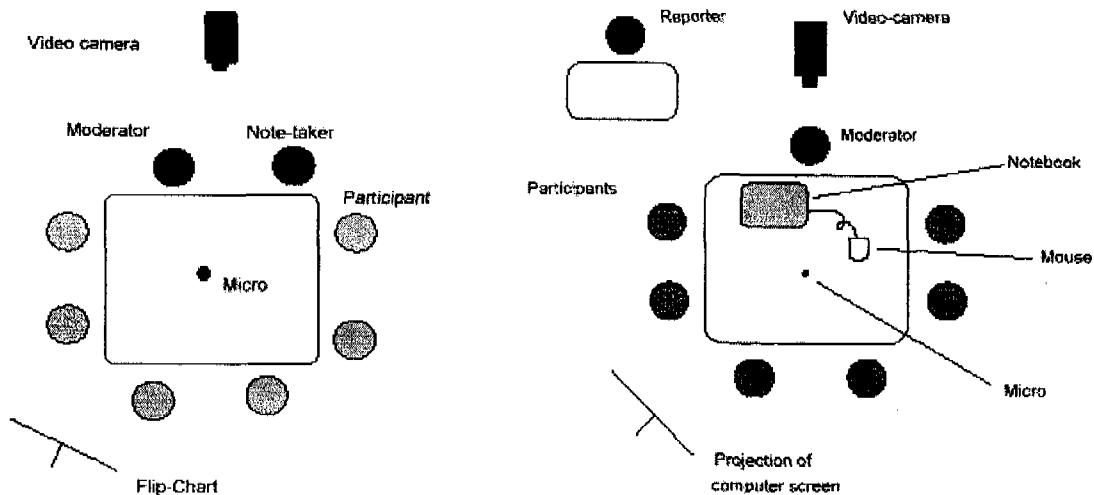 Video camera
Moderator
Note-taker
Participant
Micro
Flip-Chart
Reporter
Video-camera
Moderator
Notebook
Participants
Mouse
Micro
Projection of
computer screen